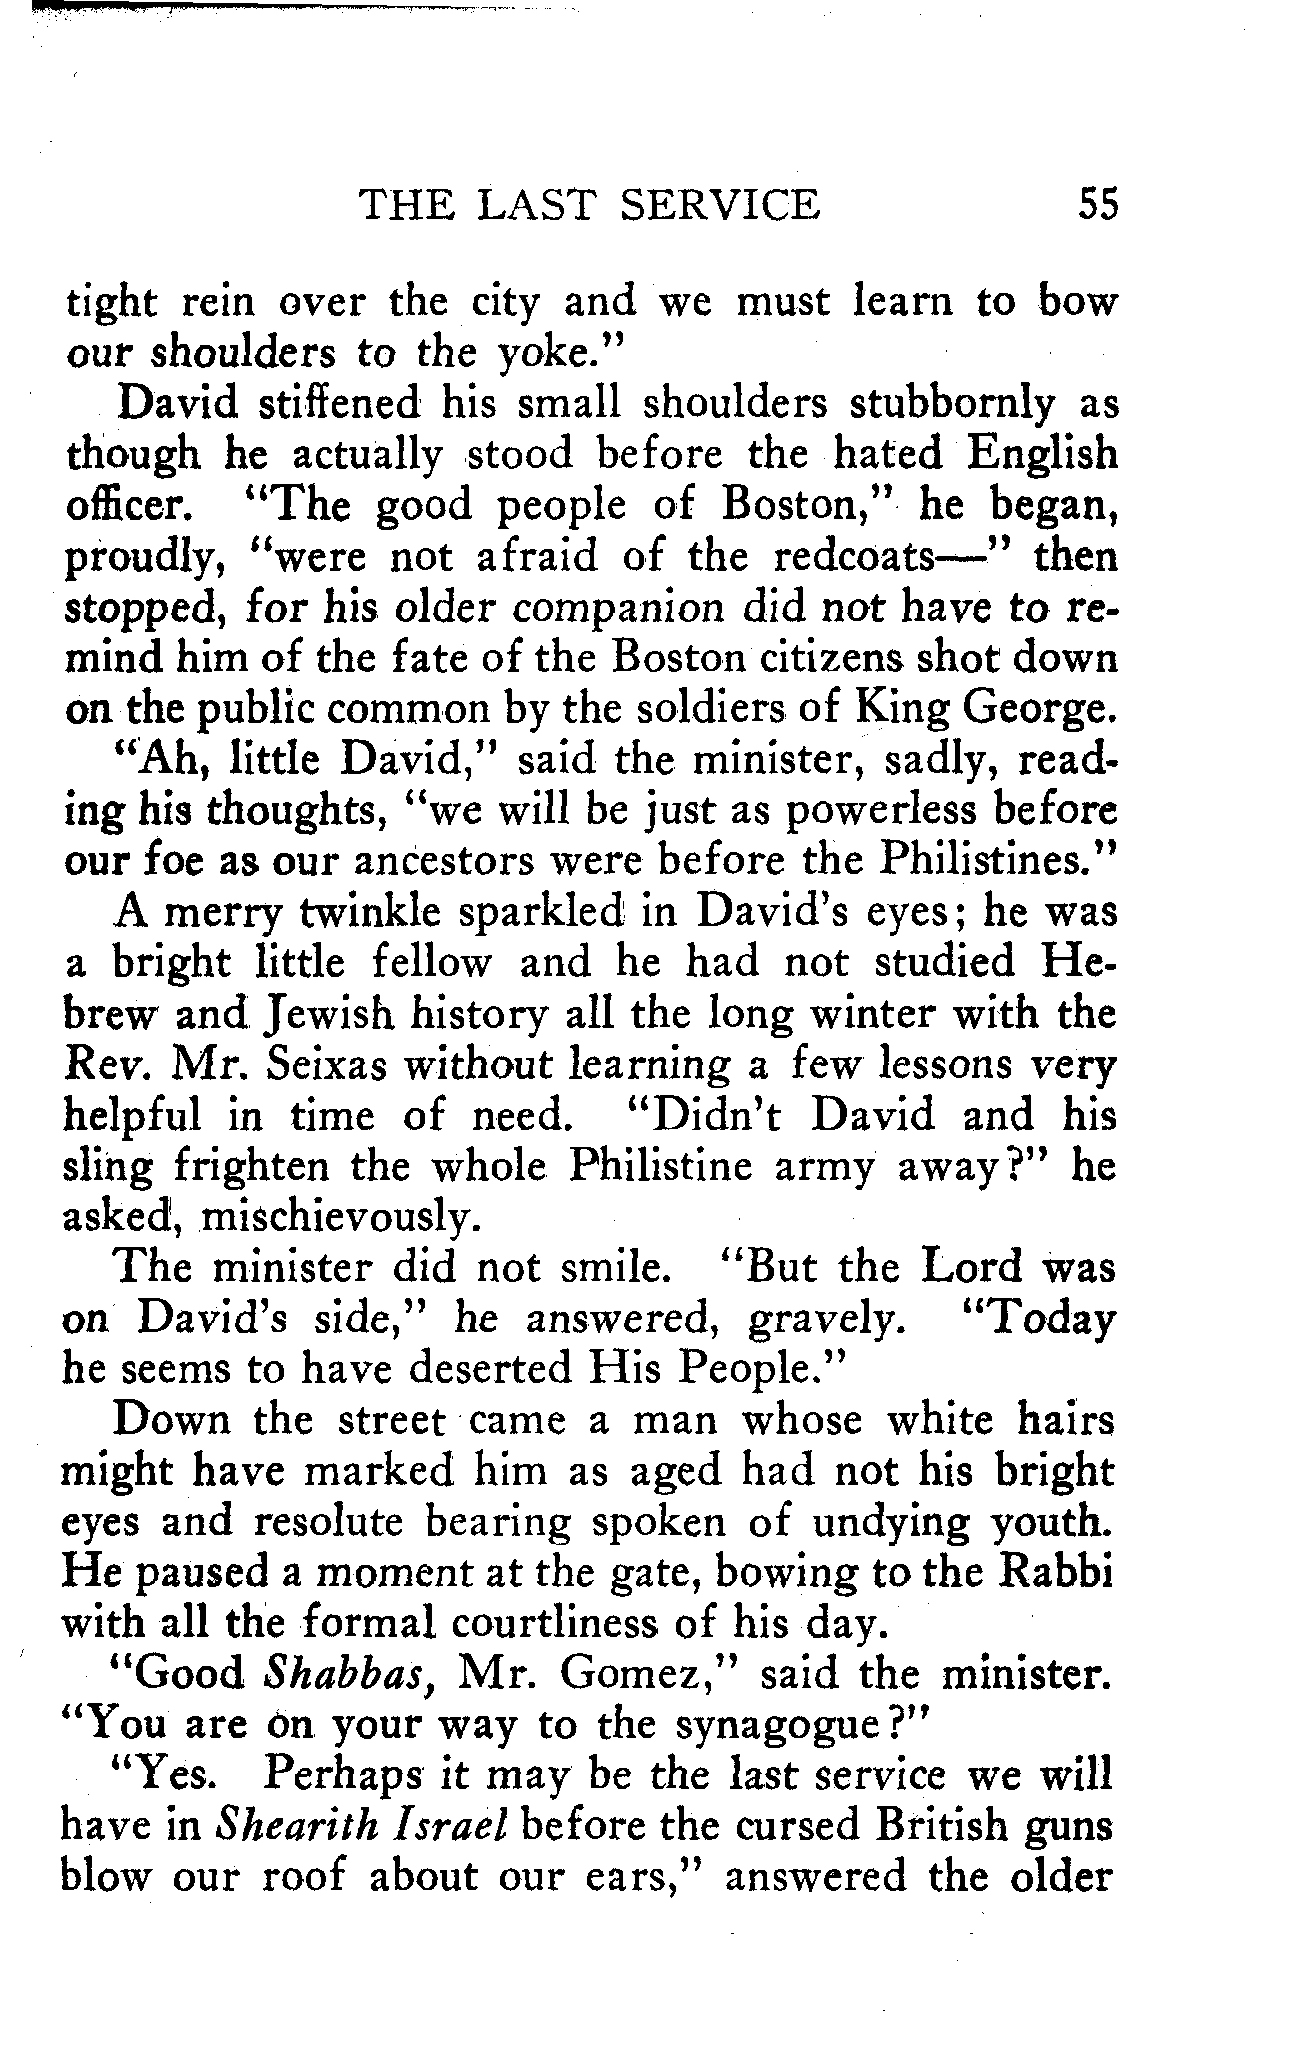 THE LAST SERVICE 55
tight rein over the city and we must learn to bow
our shoulders to the yoke."
David stiffened his small shoulders stubbornly as
though he actually stood before the hated English
officer. "The good people of Boston," he began,
proudly, "were not afraid of the redcoats—" then
stopped, for his older companion did not have to re-
mind him of the fate of the Boston citizens shot down
on the public common by the soldiers of King George.
"Ah, little David," said the minister, sadly, read-
ing his thoughts, "we will be just as powerless before
our foe as our ancestors were before the Philistines."
A merry twinkle sparkled in David's eyes; he was
a bright little fellow and he had not studied He-
brew and Jewish history all the long winter with the
Rev. Mr. Seixas without learning a few lessons very
helpful in time of need. "Didn't David and his
sling frighten the whole Philistine army away?" he
asked, mischievously.
The minister did not smile. "But the Lord was
on David's side," he answered, gravely. "Today
he seems to have deserted His People."
Down the street came a man whose white hairs
might have marked him as aged had not his bright
eyes and resolute bearing spoken of undying youth.
He paused a moment at the gate, bowing to the Rabbi
with all the formal courtliness of his day.
"Good Shabbas, Mr. Gomez," said the minister.
"You are on your way to the synagogue?"
"Yes. Perhaps it may be the last service we will
have in Shearith Israel before the cursed British guns
blow our roof about our ears," answered the older